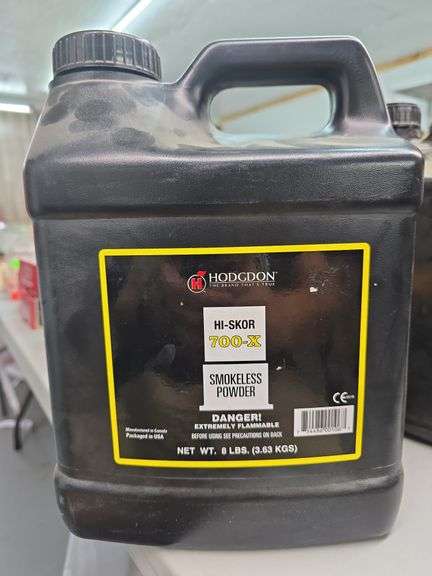 HODGDON
THE BRAND THAT'S TRUE
HI-SKOR
700-X
SMOKELESS
POWDER
DANGER!
EXTREMELY FLAMMABLE
Manufactured in Canada
Packaged in USA
BEFORE USING SEE PRECAUTIONS ON BACK
NET WT. 8 LBS. (3.63 KGS)
CE